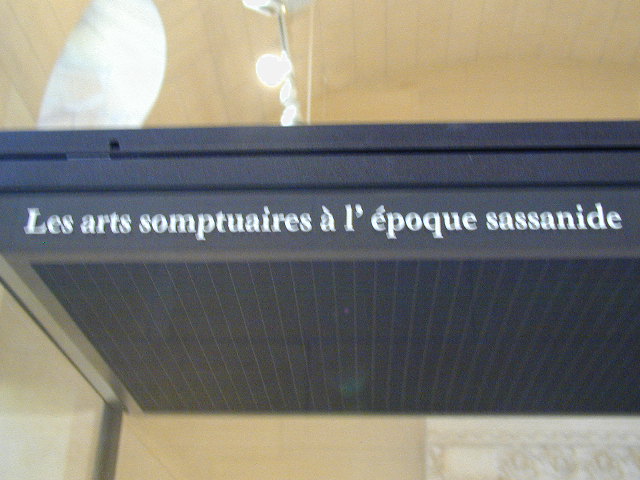 Les arts somptuaires à l' époque sassanide